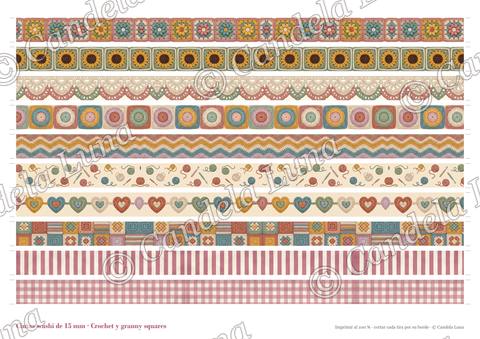 © Candela Luna
© Candela Luna
© Candela Luna
© Candela Luna
washi de 15 mm · Crochet y granny squares
Imprimir al 100 % · cortar cada tira por su borde · © Candela Luna